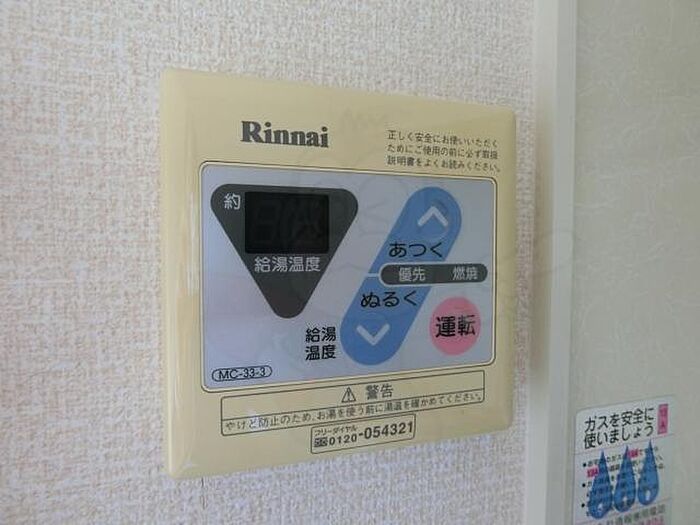 Rinnai
正しく安全にお使いいただく
ためにご使用の前に必ず取扱
説明書をよくお読みください。
約
給湯温度
あつく
優先 燃焼
ぬるく
給湯
温度
運転
MC-33-3
警告
やけど防止のため、お湯を使う前に湯温を確かめてください。
フリーダイヤル
0120-054321
ガスを安全に
使いましょう